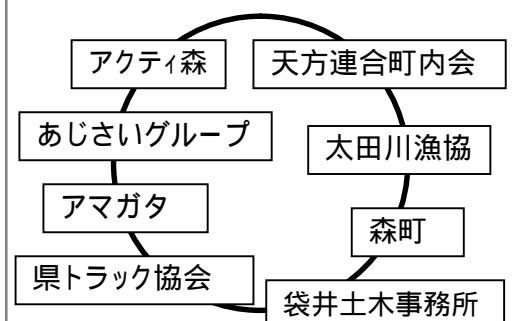 アクティ森
天方連合町内会
あじさいグループ
太田川漁協
アマガタ
森町
県トラック協会
袋井土木事務所